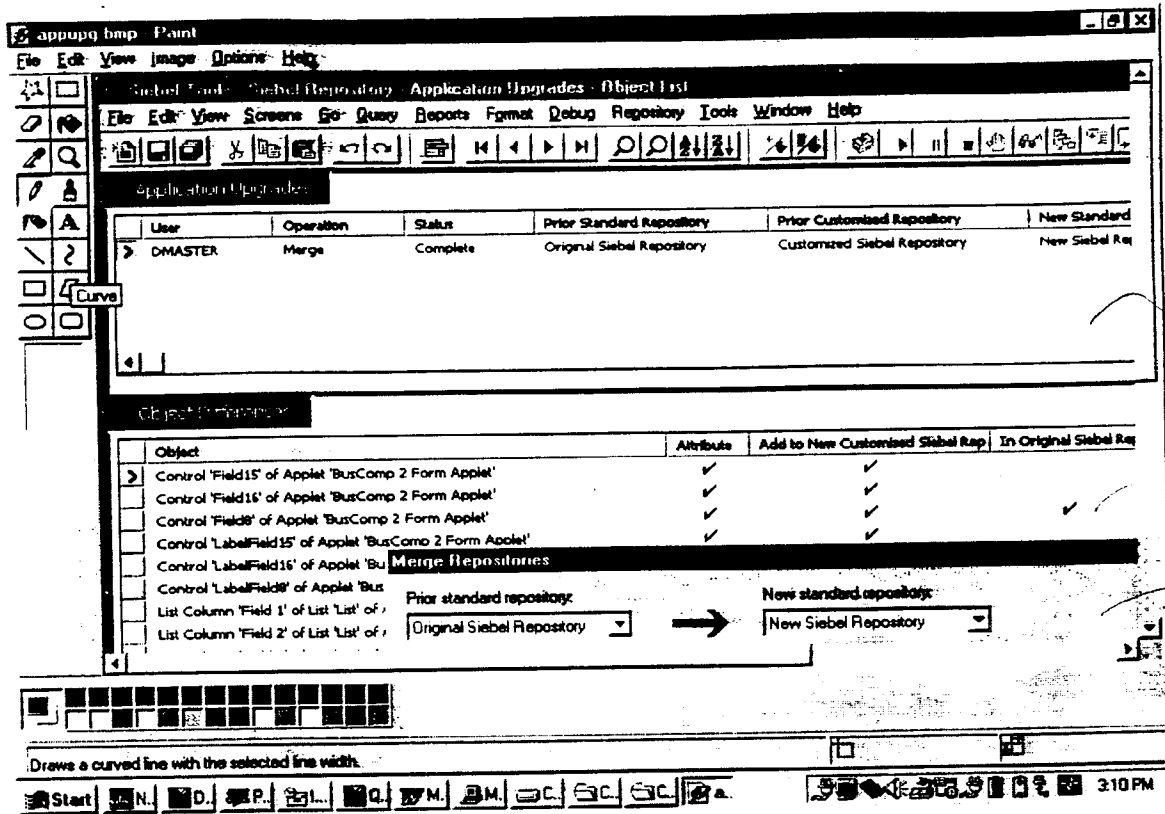 appupg.bmp - Paint
File Edit View Image Options Help
Siebel Tools - Siebel Repository - Application Upgrades - Object List
File Edit View Screens Go Query Reports Format Debug Repository Tools Window Help
Application Upgrades
User Operation Status Prior Standard Repository Prior Customized Repository New Standard
DMASTER Merge Complete Original Siebel Repository Customized Siebel Repository New Siebel Rep
Curve
Object Differences
Object Attribute Add to New Customized Siebel Rep In Original Siebel Rep
Control 'Field15' of Applet 'BusComp 2 Form Applet'
Control 'Field16' of Applet 'BusComp 2 Form Applet'
Control 'Field8' of Applet 'BusComp 2 Form Applet'
Control 'LabelField15' of Applet 'BusComp 2 Form Applet'
Control 'LabelField16' of Applet 'Bu
Control 'LabelField8' of Applet 'Bus
List Column 'Field 1' of List 'List' of
List Column 'Field 2' of List 'List' of
Merge Repositories
Prior standard repository: New standard repository:
Original Siebel Repository New Siebel Repository
Draws a curved line with the selected line width.
Start N.. D.. P.. I... Q.. M.. M.. C.. C.. C.. a.. 3:10 PM